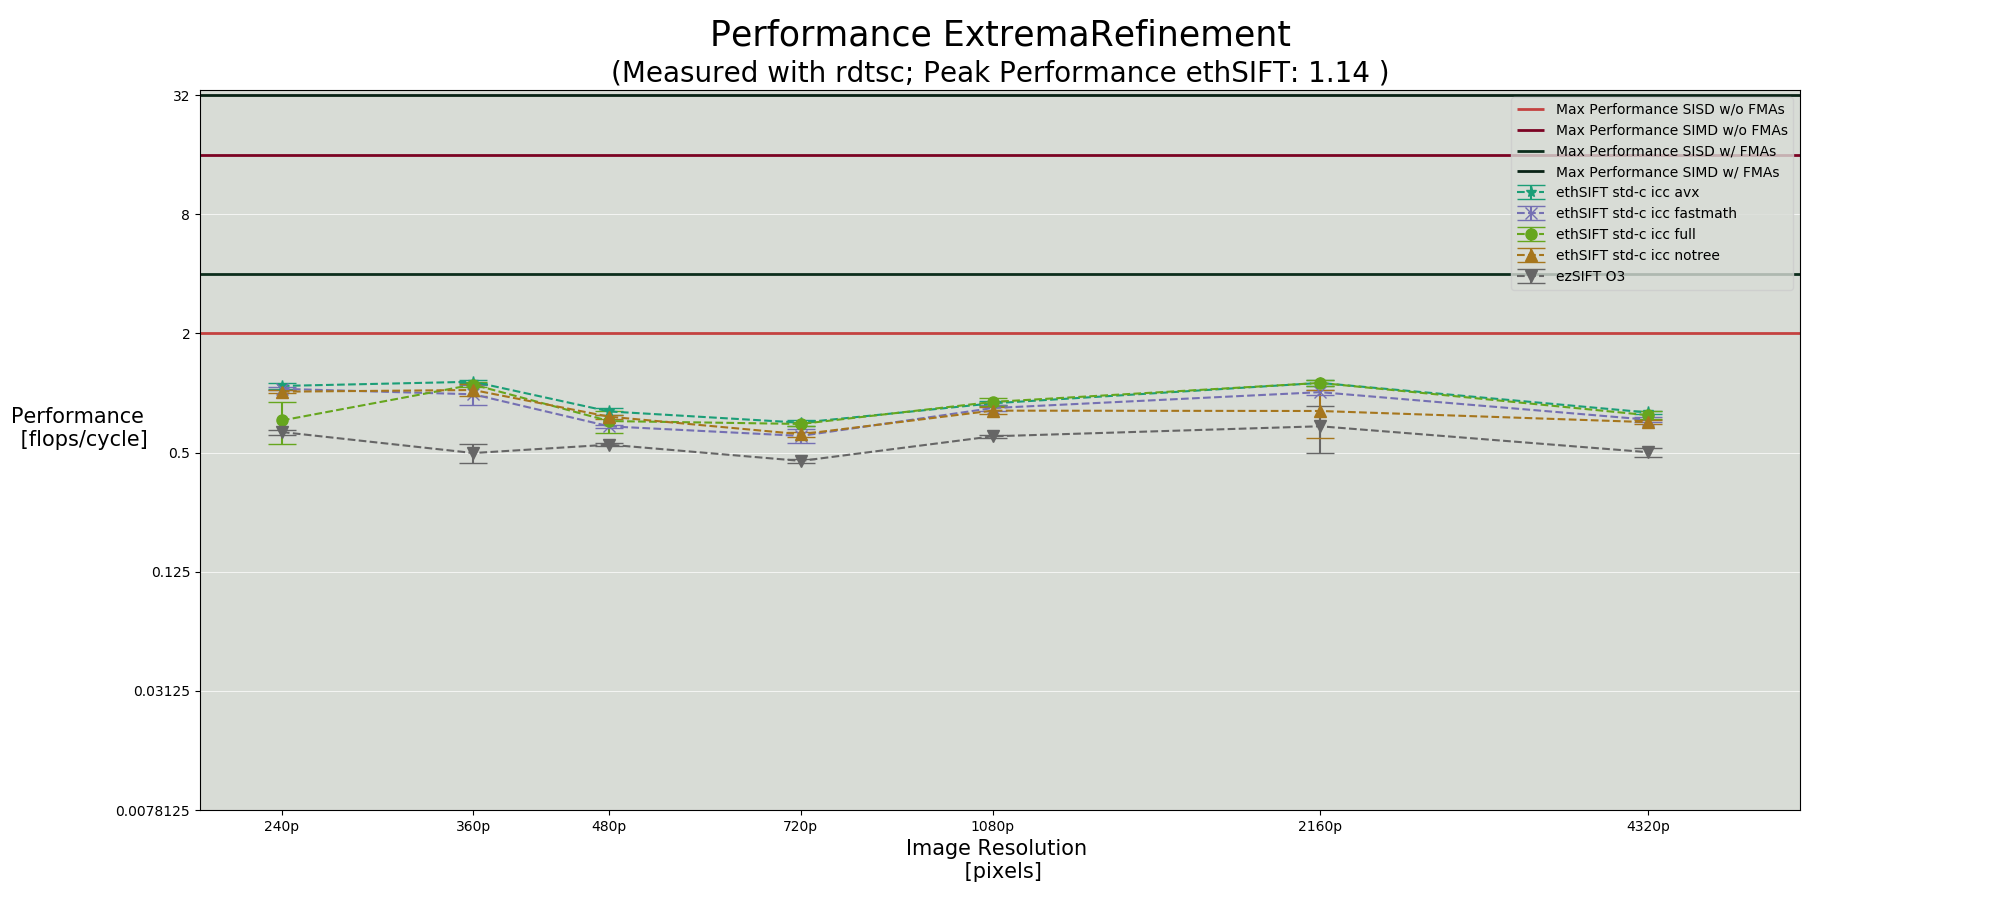 Performance ExtremaRefinement
(Measured with rdtsc; Peak Performance ethSIFT: 1.14 )
32
8
2
0.5
0.125
0.03125
0.0078125
Performance
[flops/cycle]
Max Performance SISD w/o FMAs
Max Performance SIMD w/o FMAs
Max Performance SISD w/ FMAs
Max Performance SIMD w/ FMAs
ethSIFT std-c icc avx
ethSIFT std-c icc fastmath
ethSIFT std-c icc full
ethSIFT std-c icc notree
ezSIFT O3
240p 360p 480p 720p 1080p 2160p 4320p
Image Resolution
[pixels]